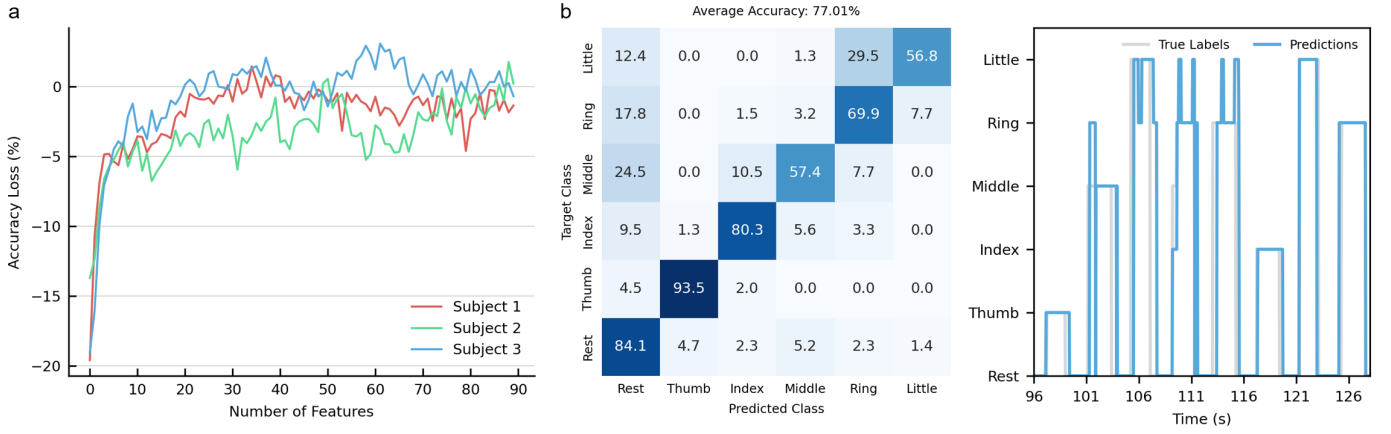 a
Accuracy Loss (%)
0
−5
−10
−15
−20
0 10 20 30 40 50 60 70 80 90
Number of Features
Subject 1
Subject 2
Subject 3
b
Average Accuracy: 77.01%
Target Class
Little 12.4 0.0 0.0 1.3 29.5 56.8
Ring 17.8 0.0 1.5 3.2 69.9 7.7
Middle 24.5 0.0 10.5 57.4 7.7 0.0
Index 9.5 1.3 80.3 5.6 3.3 0.0
Thumb 4.5 93.5 2.0 0.0 0.0 0.0
Rest 84.1 4.7 2.3 5.2 2.3 1.4
Rest Thumb Index Middle Ring Little
Predicted Class
True Labels Predictions
Little
Ring
Middle
Index
Thumb
Rest
96 101 106 111 116 121 126
Time (s)